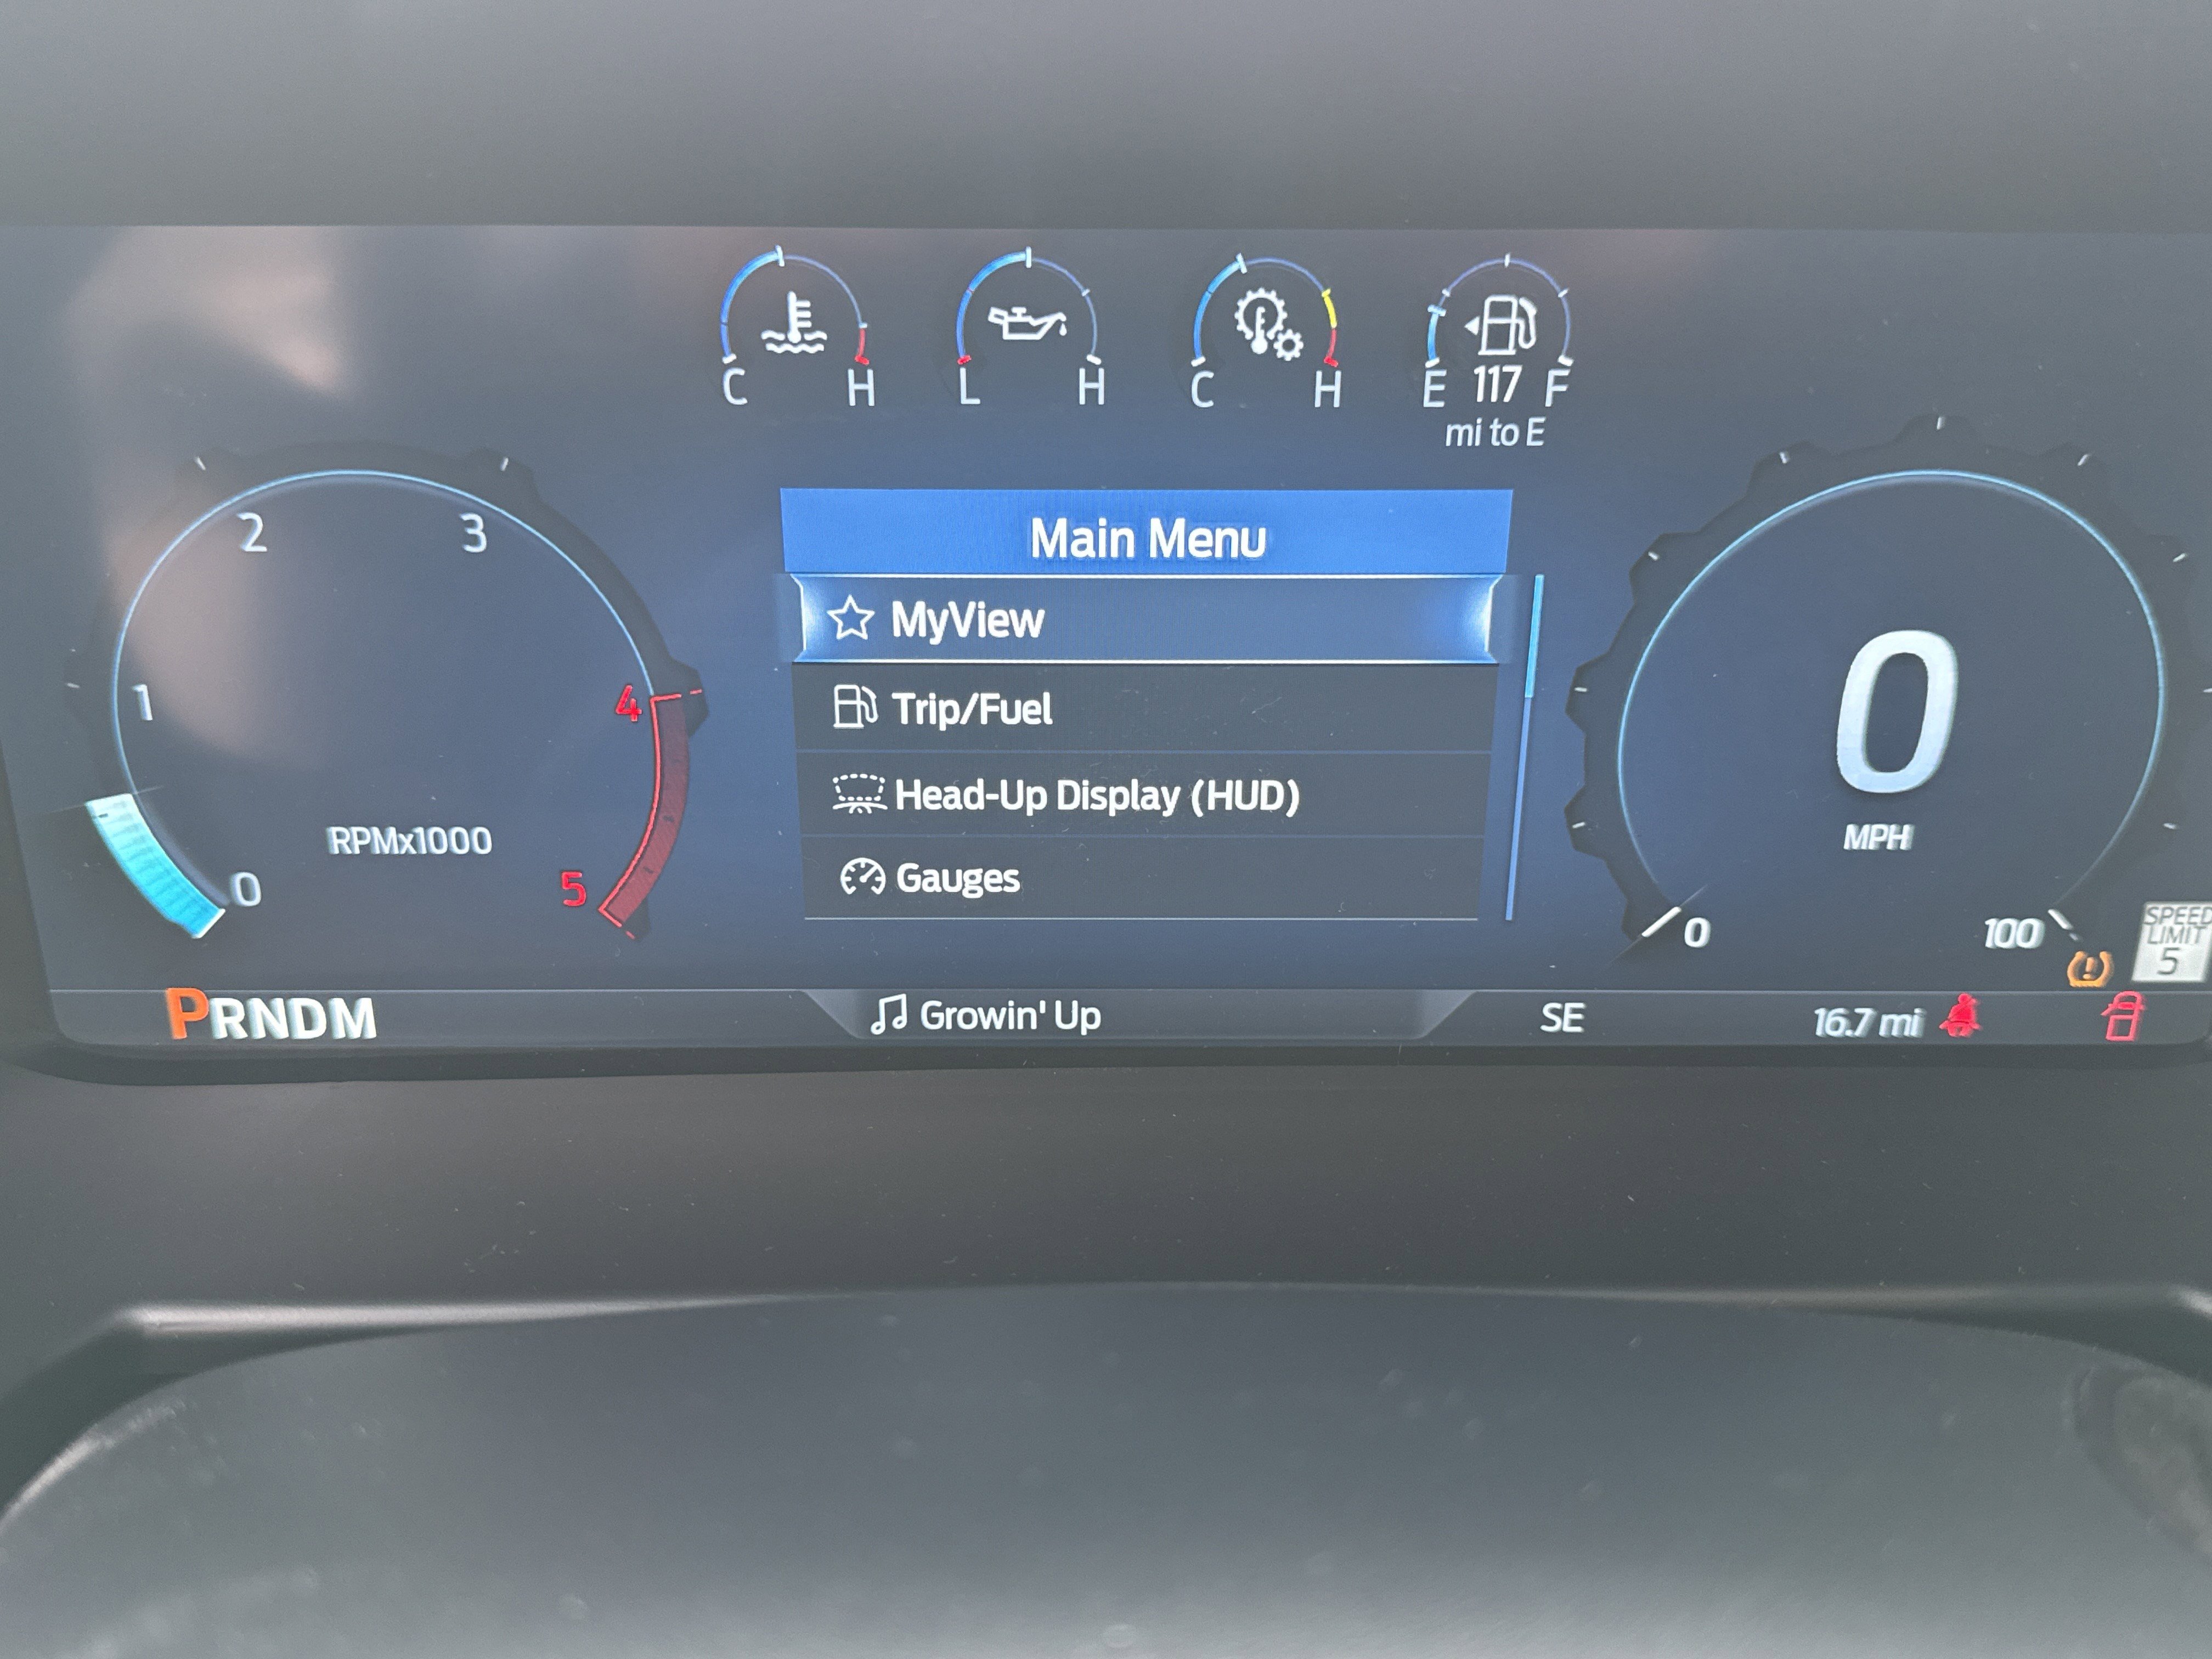 C H
L H
C H
E 117 F
mi to E
Main Menu
MyView
Trip/Fuel
Head-Up Display (HUD)
Gauges
0
1
2
3
4
5
RPMx1000
0
MPH
0
100
SPEED
LIMIT
5
PRNDM
Growin' Up
SE
16.7 mi